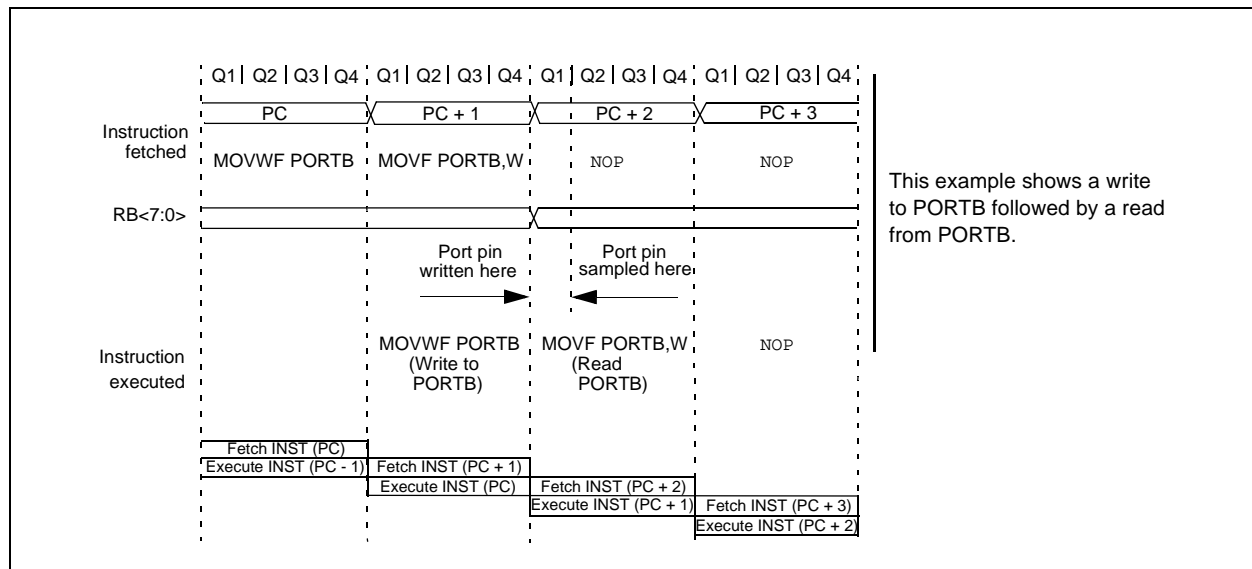 Q1 | Q2 | Q3 | Q4 Q1 | Q2 | Q3 | Q4 Q1 | Q2 | Q3 | Q4 Q1 | Q2 | Q3 | Q4
PC PC + 1 PC + 2 PC + 3
Instruction
fetched
MOVWF PORTB MOVF PORTB,W NOP NOP
This example shows a write
to PORTB followed by a read
from PORTB.
RB<7:0>
Port pin
written here
Port pin
sampled here
Instruction
executed
MOVWF PORTB
(Write to
PORTB)
MOVF PORTB,W
(Read
PORTB)
NOP
Fetch INST (PC)
Execute INST (PC - 1) Fetch INST (PC + 1)
Execute INST (PC) Fetch INST (PC + 2)
Execute INST (PC + 1) Fetch INST (PC + 3)
Execute INST (PC + 2)